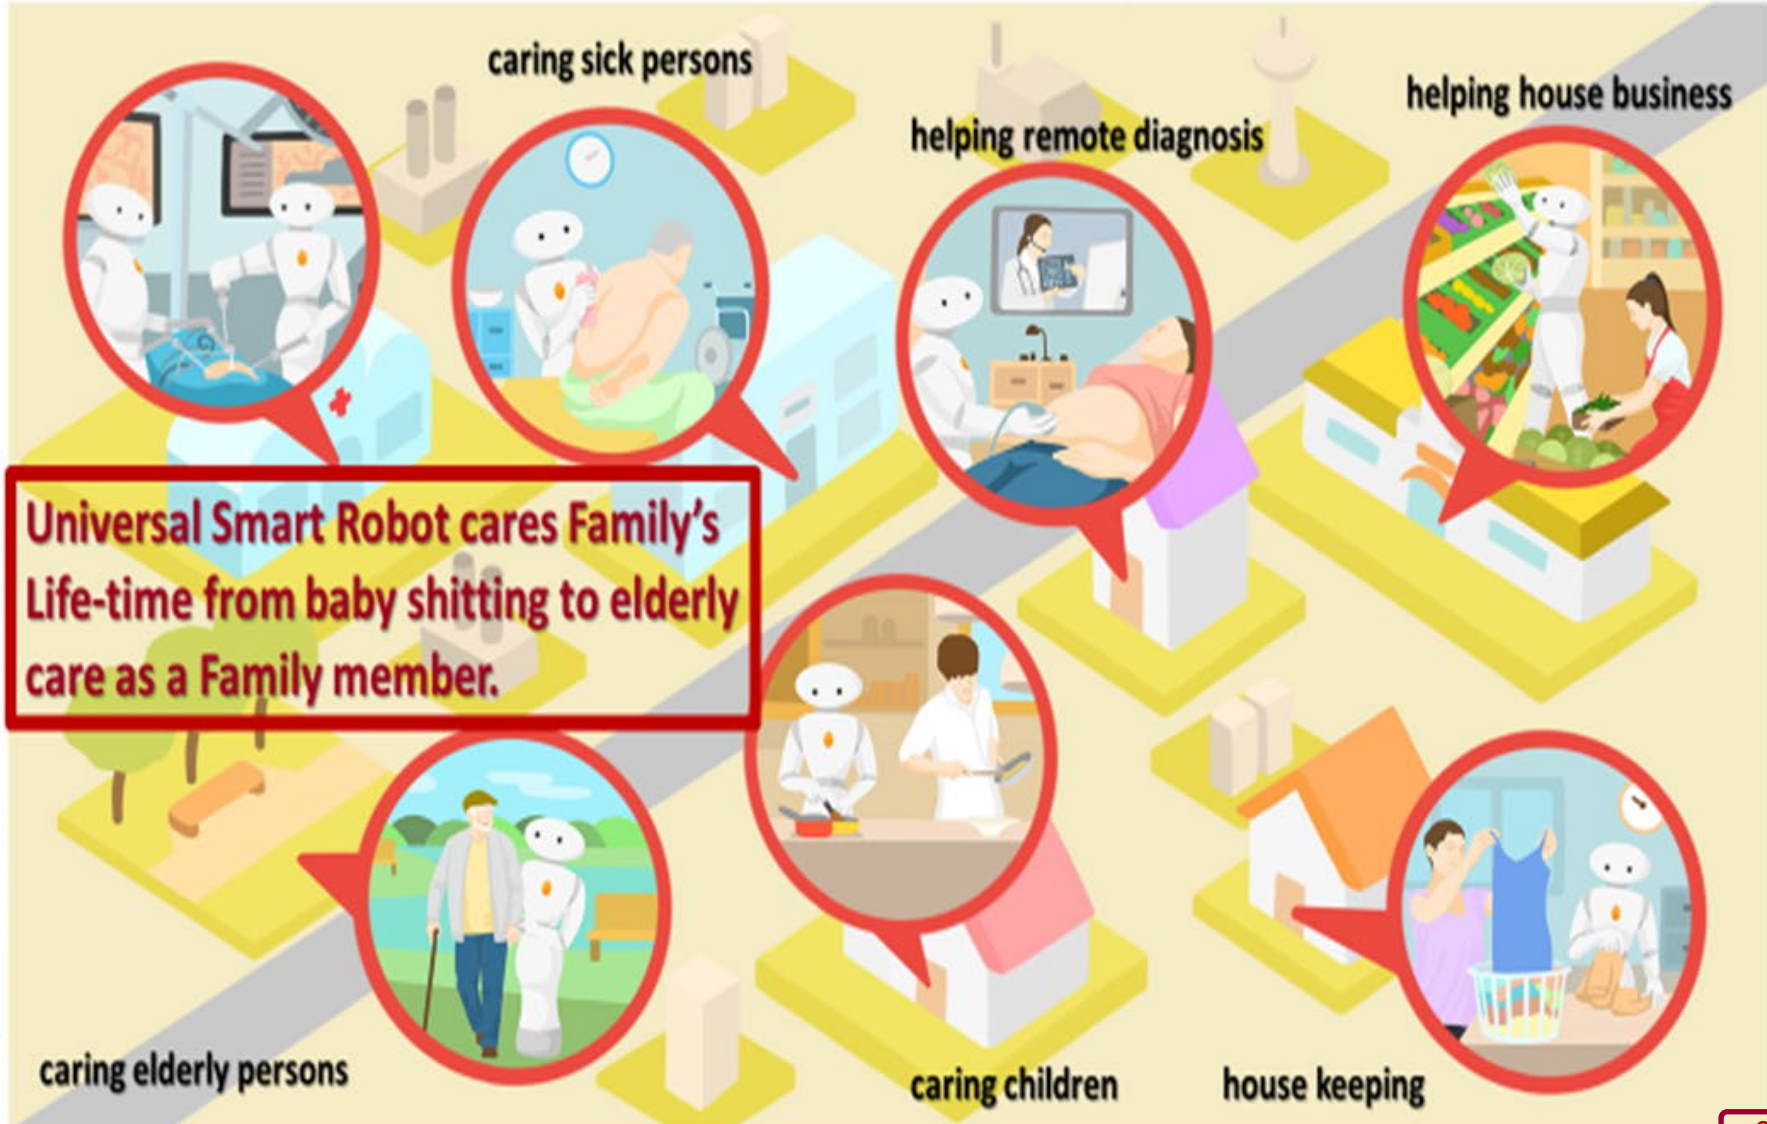 caring sick persons
helping remote diagnosis
helping house business
Universal Smart Robot cares Family's
Life-time from baby shitting to elderly
care as a Family member.
caring elderly persons
caring children
house keeping